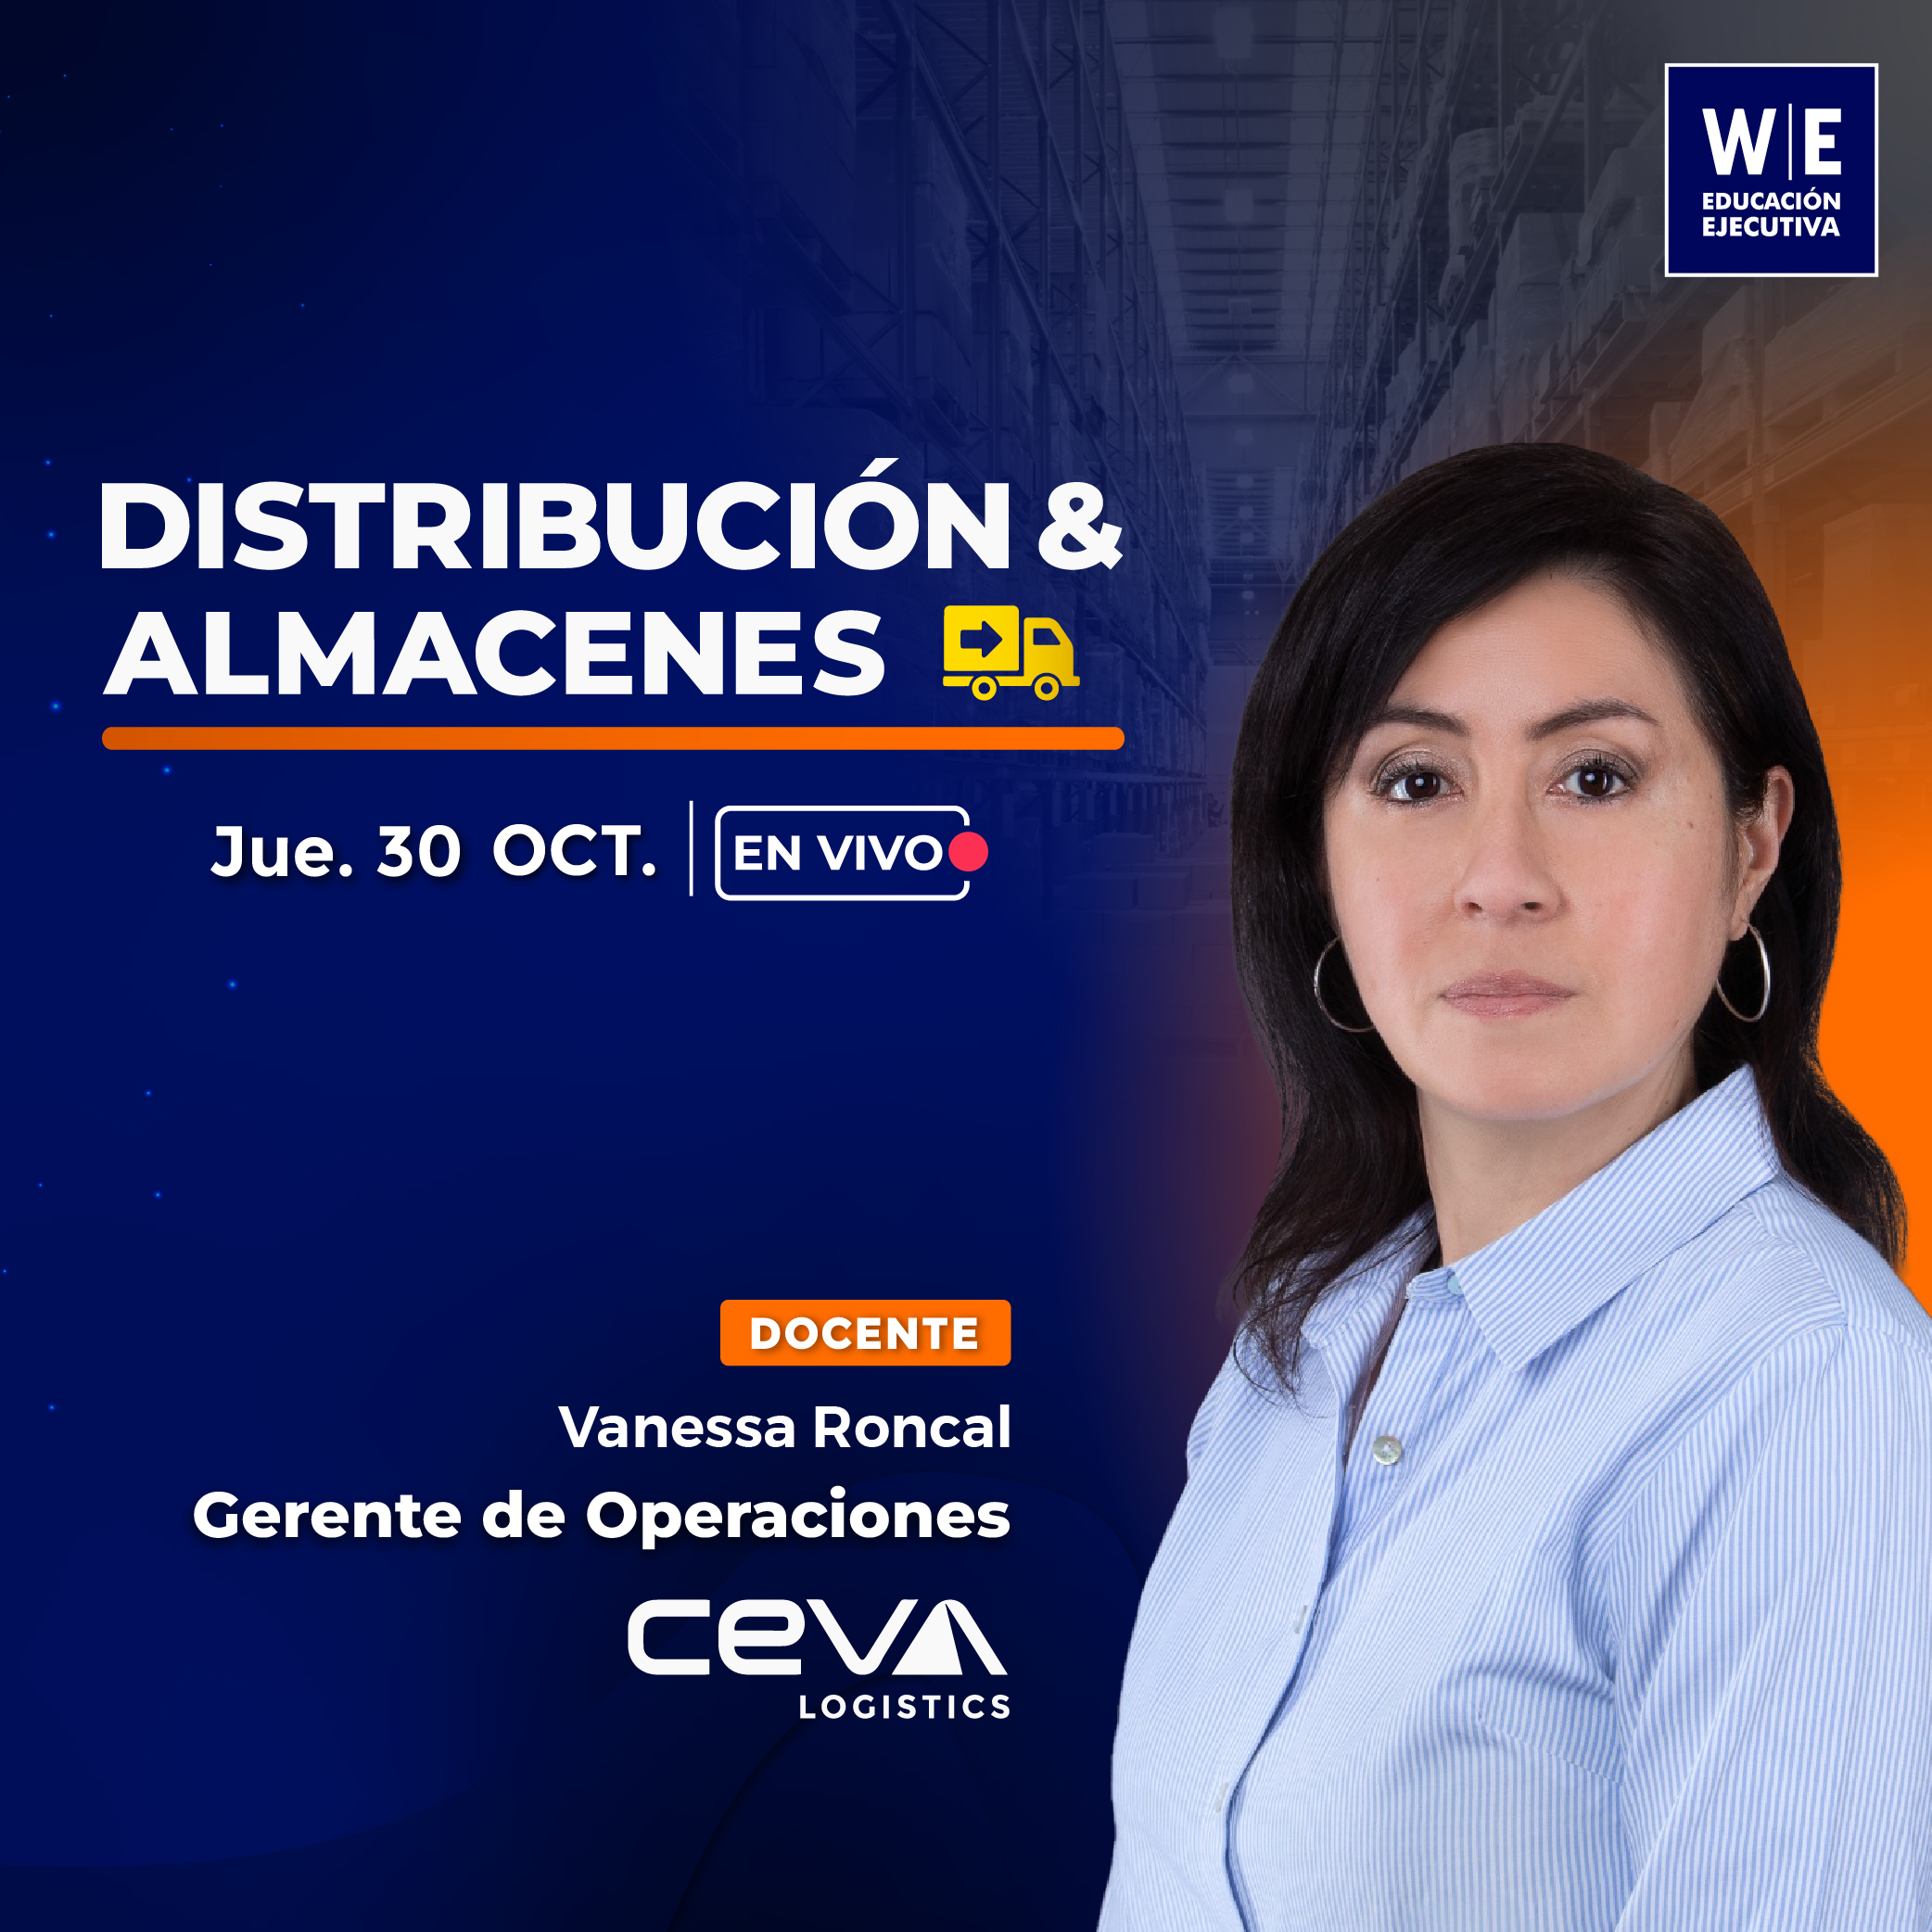 W|E
EDUCACIÓN
EJECUTIVA
DISTRIBUCIÓN &
ALMACENES
Jue. 30 OCT. | EN VIVO
DOCENTE
Vanessa Roncal
Gerente de Operaciones
CEVA
LOGISTICS